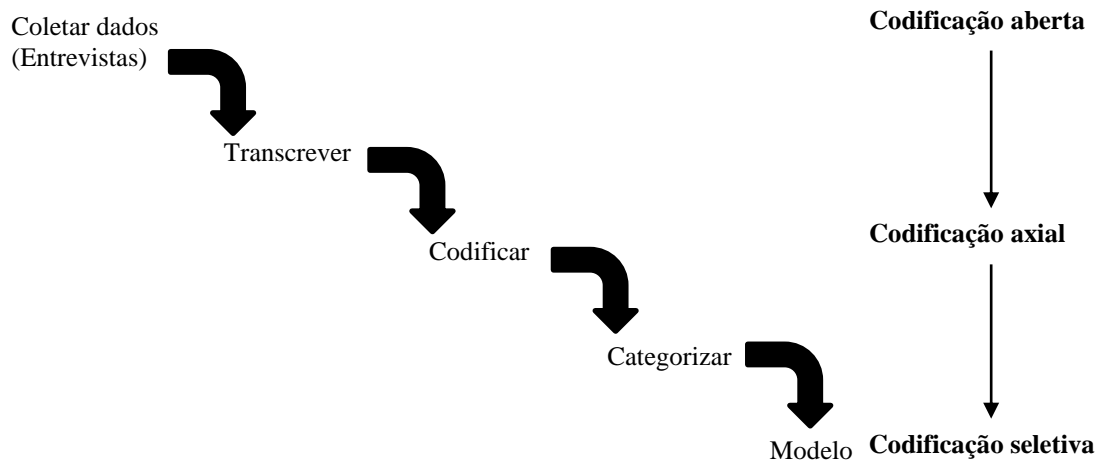 Coletar dados
(Entrevistas)
Transcrever
Codificar
Categorizar
Modelo
Codificação aberta
Codificação axial
Codificação seletiva